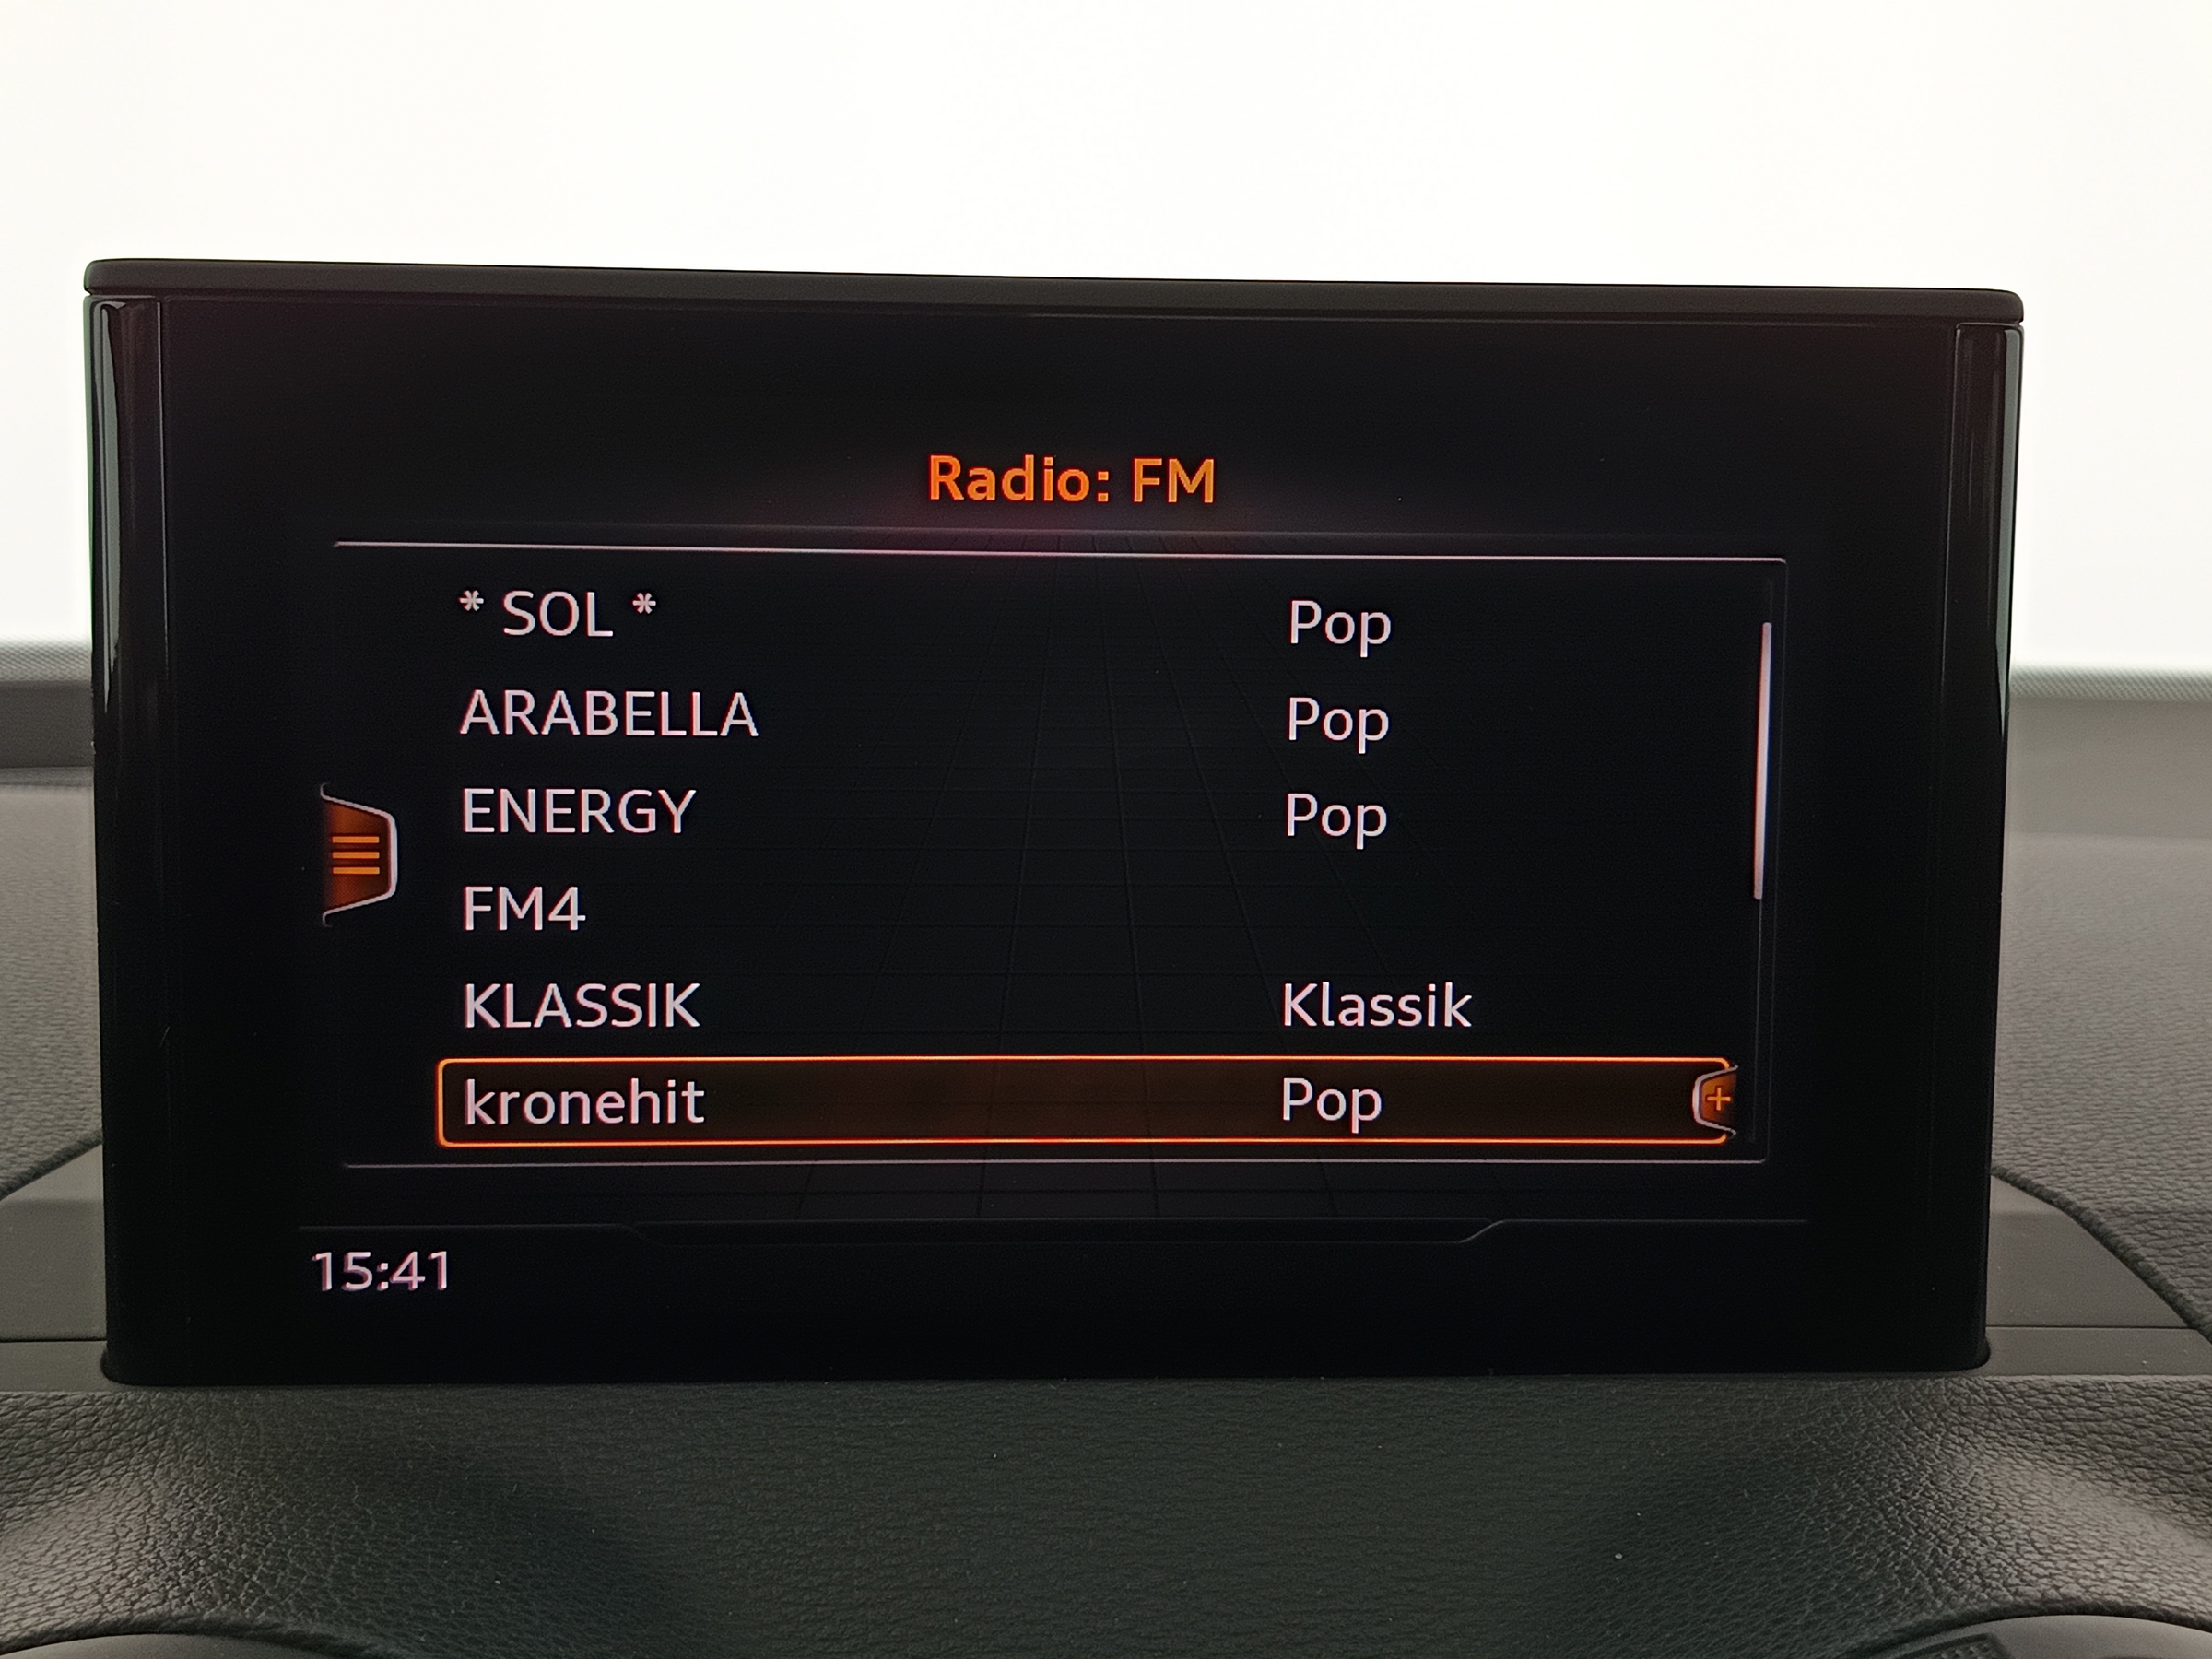 Radio: FM
* SOL * Pop
ARABELLA Pop
ENERGY Pop
FM4
KLASSIK Klassik
kronehit Pop
15:41